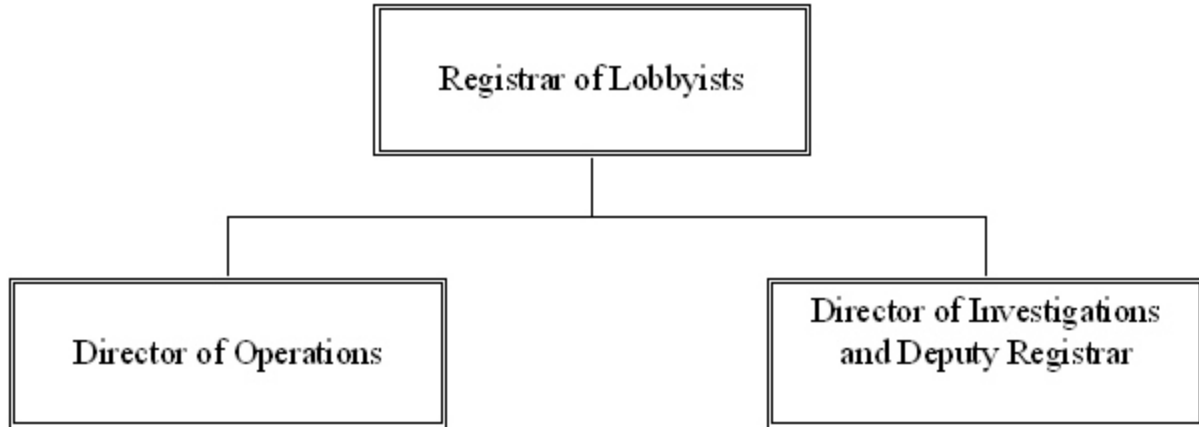 Registrar of Lobbyists
Director of Operations
Director of Investigations
and Deputy Registrar